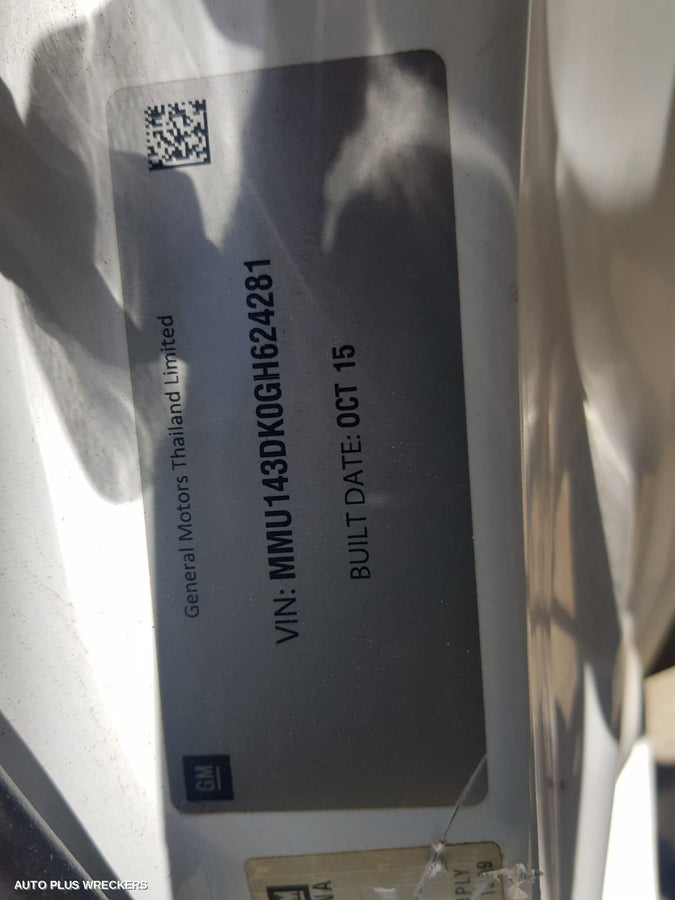 General Motors Thailand Limited
VIN: MMU143DK0GH624281
BUILT DATE: OCT 15
GM
AUTO PLUS WRECKERS